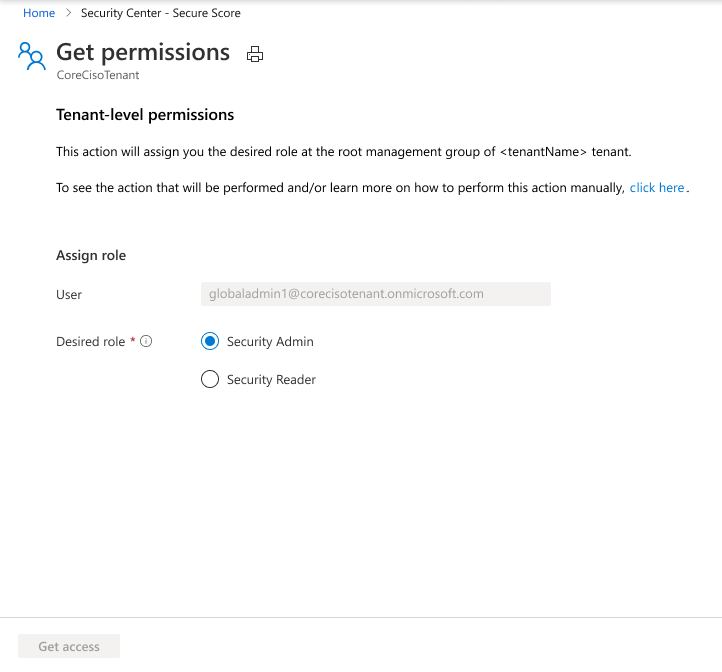 Home > Security Center - Secure Score
Get permissions
CoreCisoTenant
Tenant-level permissions
This action will assign you the desired role at the root management group of <tenantName> tenant.
To see the action that will be performed and/or learn more on how to perform this action manually, click here.
Assign role
User globaladmin1@corecisotenant.onmicrosoft.com
Desired role * Security Admin
Security Reader
Get access